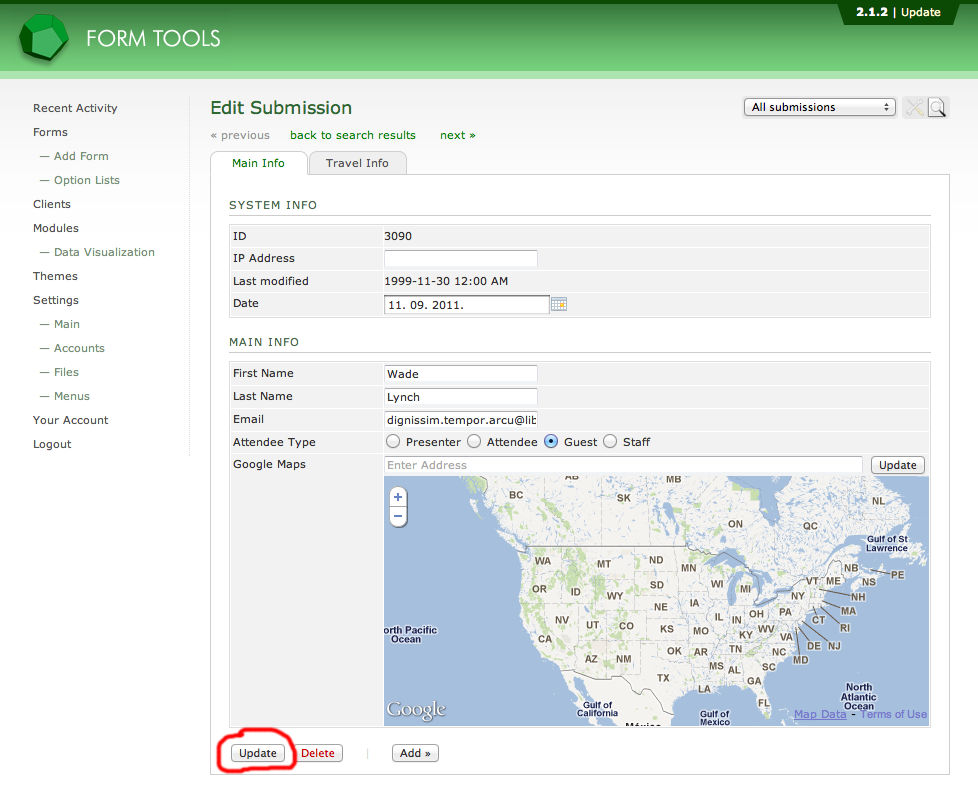 2.1.2 | Update
FORM TOOLS
Recent Activity
Forms
— Add Form
— Option Lists
Clients
Modules
— Data Visualization
Themes
Settings
— Main
— Accounts
— Files
— Menus
Your Account
Logout
Edit Submission
All submissions
« previous back to search results next »
Main Info Travel Info
SYSTEM INFO
ID 3090
IP Address
Last modified 1999-11-30 12:00 AM
Date 11. 09. 2011.
MAIN INFO
First Name Wade
Last Name Lynch
Email dignissim.tempor.arcu@lib
Attendee Type Presenter Attendee Guest Staff
Google Maps Enter Address Update
AB MB
BC SK NL
ON QC
Gulf of St
Lawrence
WA MT ND MN NB PE
OR ID WY SD WI MI VT ME NS
NE IA NY NH
NV UT CO IL IN OH PA MA
CA KS MO KY WV VA CT RI
AZ NM OK AR TN NC DE NJ
MS AL SC MD
TX LA GA
FL
orth Pacific
Ocean
Gulf of
California
México
Gulf of
Mexico
North
Atlantic
Ocean
Google
Map Data - Terms of Use
Update Delete | Add »